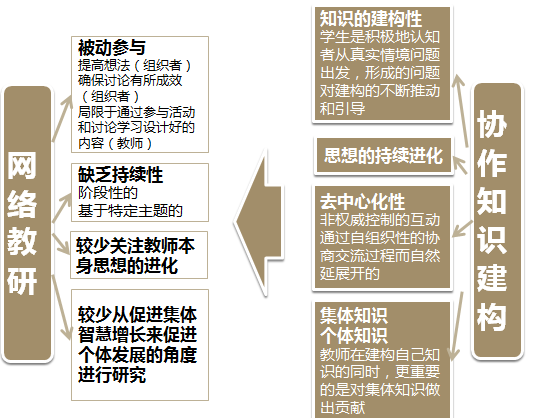 网络教研
被动参与
提高想法（组织者）
确保讨论有所成效
（组织者）
局限于通过参与活动
和讨论学习设计好的
内容（教师）
缺乏持续性
阶段性的
基于特定主题的
较少关注教师本
身思想的进化
较少从促进集体
智慧增长来促进
个体发展的角度
进行研究
知识的建构性
学生是积极地认知
者从真实情境问题
出发，形成的问题
对建构的不断推动
和引导
思想的持续进化
去中心化性
非权威控制的互动
通过自组织性的协
商交流过程而自然
延展开的
集体知识
个体知识
教师在建构自己知
识的同时，更重要
的是对集体知识做
出贡献
协作知识建构